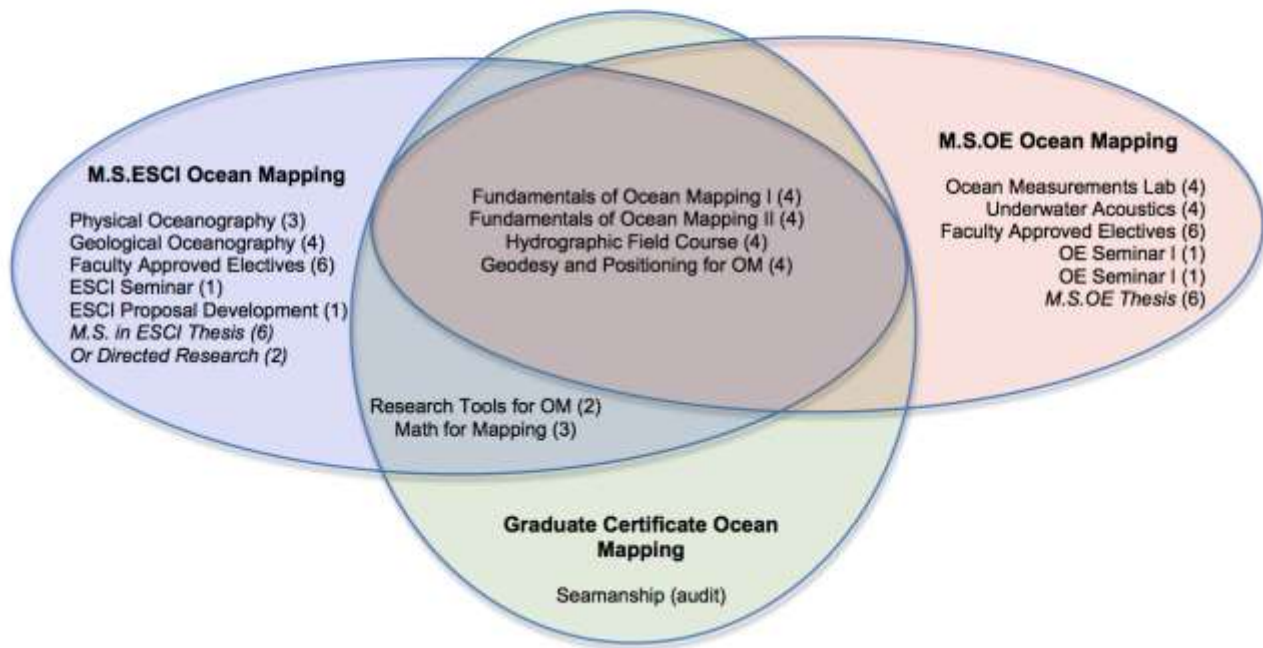 M.S.ESCI Ocean Mapping
Physical Oceanography (3)
Geological Oceanography (4)
Faculty Approved Electives (6)
ESCI Seminar (1)
ESCI Proposal Development (1)
M.S. in ESCI Thesis (6)
Or Directed Research (2)
Fundamentals of Ocean Mapping I (4)
Fundamentals of Ocean Mapping II (4)
Hydrographic Field Course (4)
Geodesy and Positioning for OM (4)
M.S.OE Ocean Mapping
Ocean Measurements Lab (4)
Underwater Acoustics (4)
Faculty Approved Electives (6)
OE Seminar I (1)
OE Seminar I (1)
M.S.OE Thesis (6)
Research Tools for OM (2)
Math for Mapping (3)
Graduate Certificate Ocean
Mapping
Seamanship (audit)